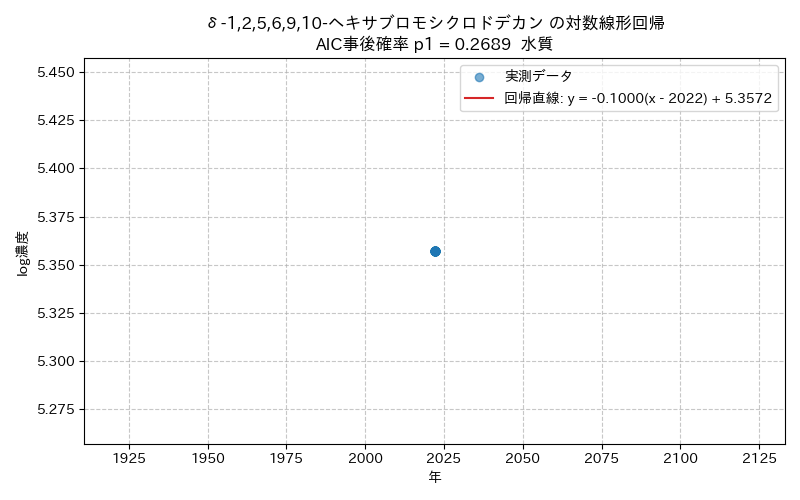 δ-1,2,5,6,9,10-ヘキサブロモシクロドデカン の対数線形回帰
AIC事後確率 p1 = 0.2689  水質
実測データ
回帰直線: y = -0.1000(x - 2022) + 5.3572
log濃度
5.450
5.425
5.400
5.375
5.350
5.325
5.300
5.275
1925
1950
1975
2000
2025
2050
2075
2100
2125
年